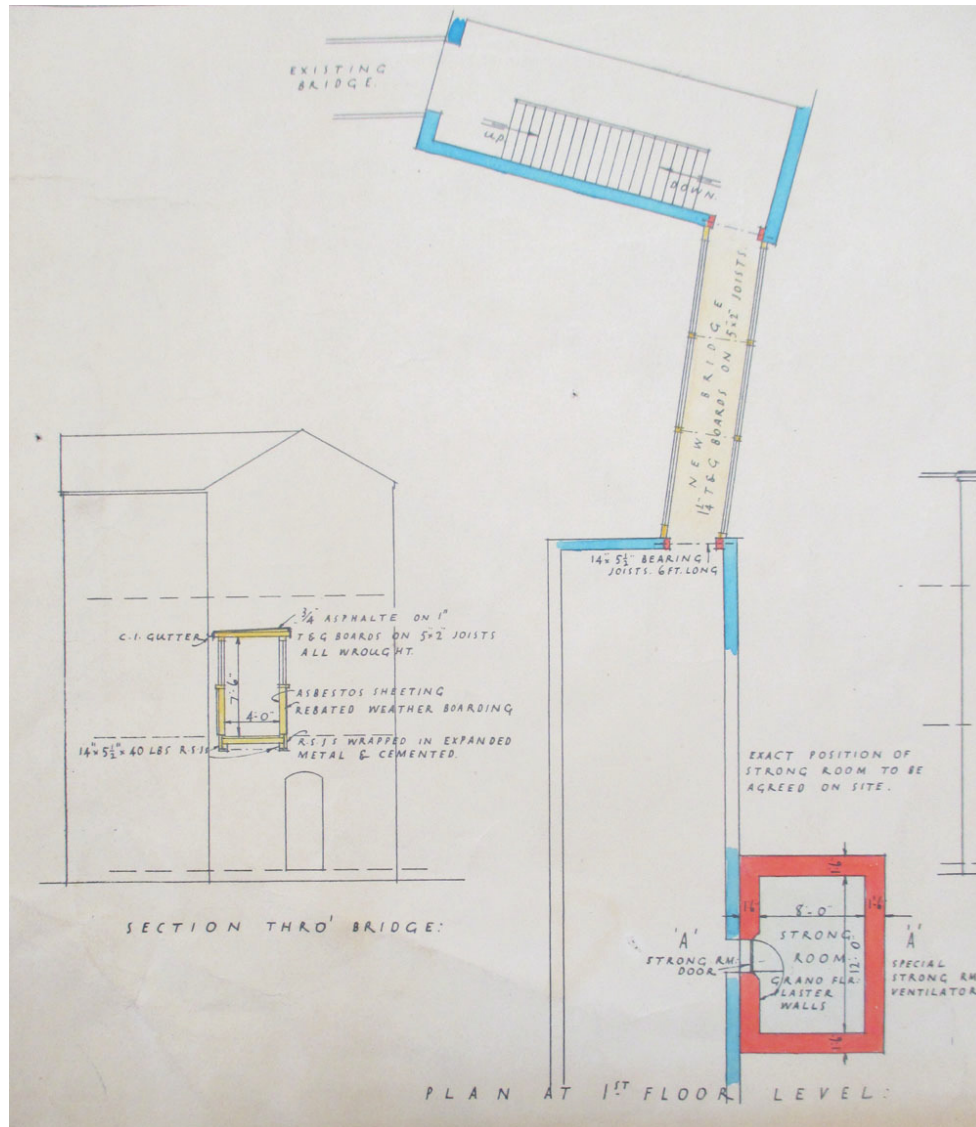 EXISTING
BRIDGE.
UP.
DOWN.
NEW BRIDGE
1¼" T&G BOARDS ON 5"×2" JOISTS.
14"× 5½" BEARING
JOISTS. 6FT. LONG
C.I. GUTTER
¾" ASPHALTE ON 1"
T&G BOARDS ON 5"×2" JOISTS
ALL WROUGHT.
7'-6"
4'-0"
ASBESTOS SHEETING
REBATED WEATHER BOARDING
14"× 5½"× 40 LBS R.S.JS
R.S.J'S WRAPPED IN EXPANDED
METAL & CEMENTED.
SECTION THRO' BRIDGE:
EXACT POSITION OF
STRONG ROOM TO BE
AGREED ON SITE.
1'6"
1'-6"
8'-0"
1'-6"
'A'
STRONG RM:
DOOR
STRONG
ROOM
12'-0"
GRANO FLR:
PLASTER
WALLS
'A'
SPECIAL
STRONG RM
VENTILATOR
1'6"
PLAN AT 1ST FLOOR LEVEL: